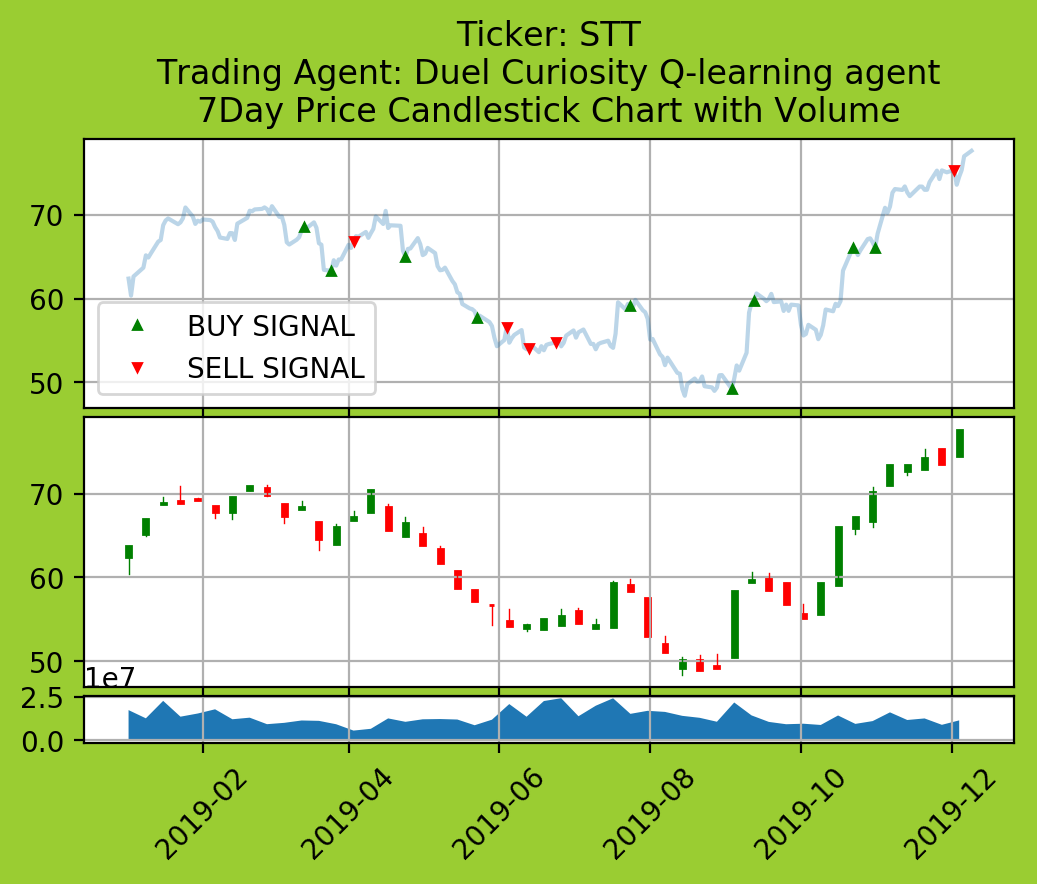 Ticker: STT
Trading Agent: Duel Curiosity Q-learning agent
7Day Price Candlestick Chart with Volume
70
60
50
BUY SIGNAL
SELL SIGNAL
70
60
50
1e7
2.5
0.0
2019-02
2019-04
2019-06
2019-08
2019-10
2019-12